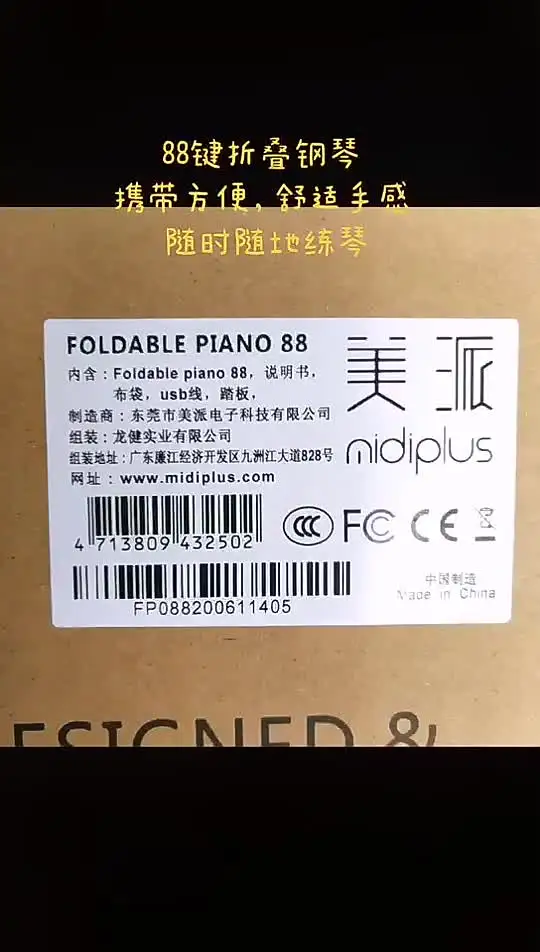 88键折叠钢琴
携带方便,舒适手感
随时随地练琴
FOLDABLE PIANO 88
内含：Foldable piano 88，说明书，
布袋，usb线，踏板，
制造商：东莞市美派电子科技有限公司
组装：龙健实业有限公司
组装地址：广东廉江经济开发区九洲江大道828号
网址：www.midiplus.com
美派
midiplus
4 713809 432502
CCC FC CE
FP088200611405
中国制造
Made in China
ESIGNED &